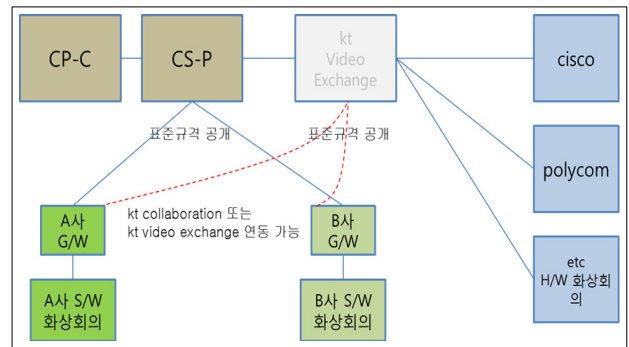 CP-C
CS-P
kt
Video
Exchange
cisco
표준규격 공개
표준규격 공개
polycom
A사
G/W
kt collaboration 또는
kt video exchange 연동 가능
B사
G/W
etc
H/W 화상회
의
A사 S/W
화상회의
B사 S/W
화상회의